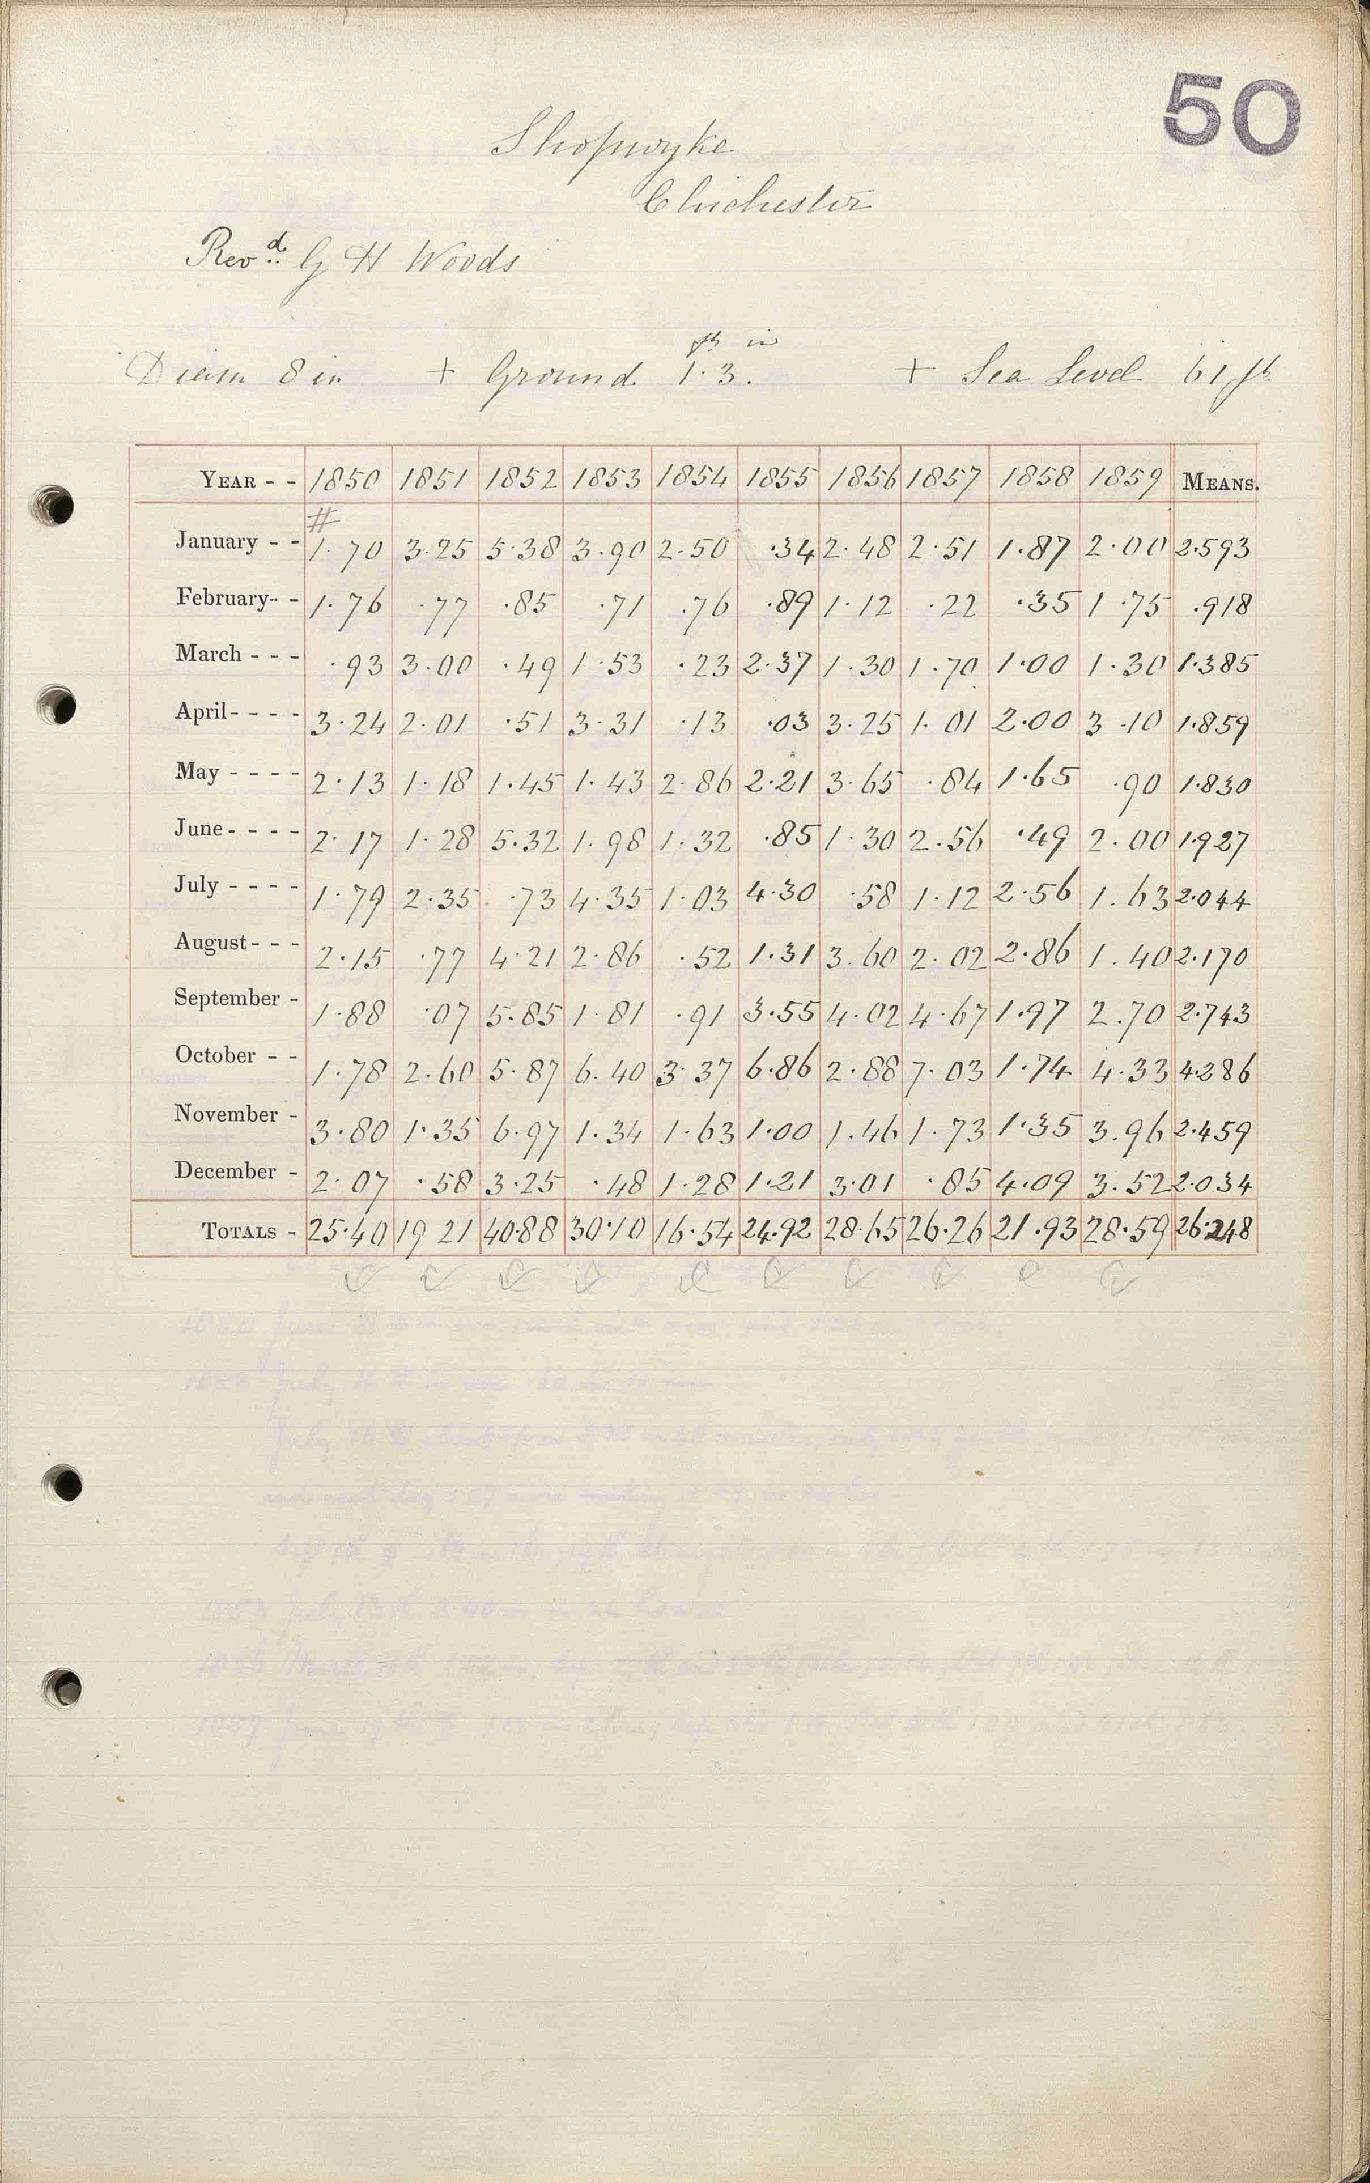 50
Shopwyke
Chichester
Revd. G H Woods
ft in
Diam 8 in + Ground 1.3. + Sea Level 61 ft
YEAR - - 1850 1851 1852 1853 1854 1855 1856 1857 1858 1859 MEANS.
#
January - - 1.70 3.25 5.38 3.90 2.50 .34 2.48 2.51 1.87 2.00 2.593
February- - 1.76 .77 .85 .71 .76 .89 1.12 .22 .35 1.75 .918
March - - - .93 3.00 .49 1.53 .23 2.37 1.30 1.70 1.00 1.30 1.385
April- - - - 3.24 2.01 .51 3.31 .13 .03 3.25 1.01 2.00 3.10 1.859
May - - - - 2.13 1.18 1.45 1.43 2.86 2.21 3.65 .84 1.65 .90 1.830
June- - - - 2.17 1.28 5.32 1.98 1.32 .85 1.30 2.56 .49 2.00 1.927
July - - - - 1.79 2.35 .73 4.35 1.03 4.30 .58 1.12 2.56 1.63 2.044
August- - - 2.15 .77 4.21 2.86 .52 1.31 3.60 2.02 2.86 1.40 2.170
September - 1.88 .07 5.85 1.81 .91 3.55 4.02 4.67 1.97 2.70 2.743
October - - 1.78 2.60 5.87 6.40 3.37 6.86 2.88 7.03 1.74 4.33 4.286
November - 3.80 1.35 6.97 1.34 1.63 1.00 1.46 1.73 1.35 3.96 2.459
December - 2.07 .58 3.25 .48 1.28 1.21 3.01 .85 4.09 3.52 2.034
TOTALS - 25.40 19 21 40.88 30.10 16.54 24.92 28.65 26.26 21.93 28.59 26.248